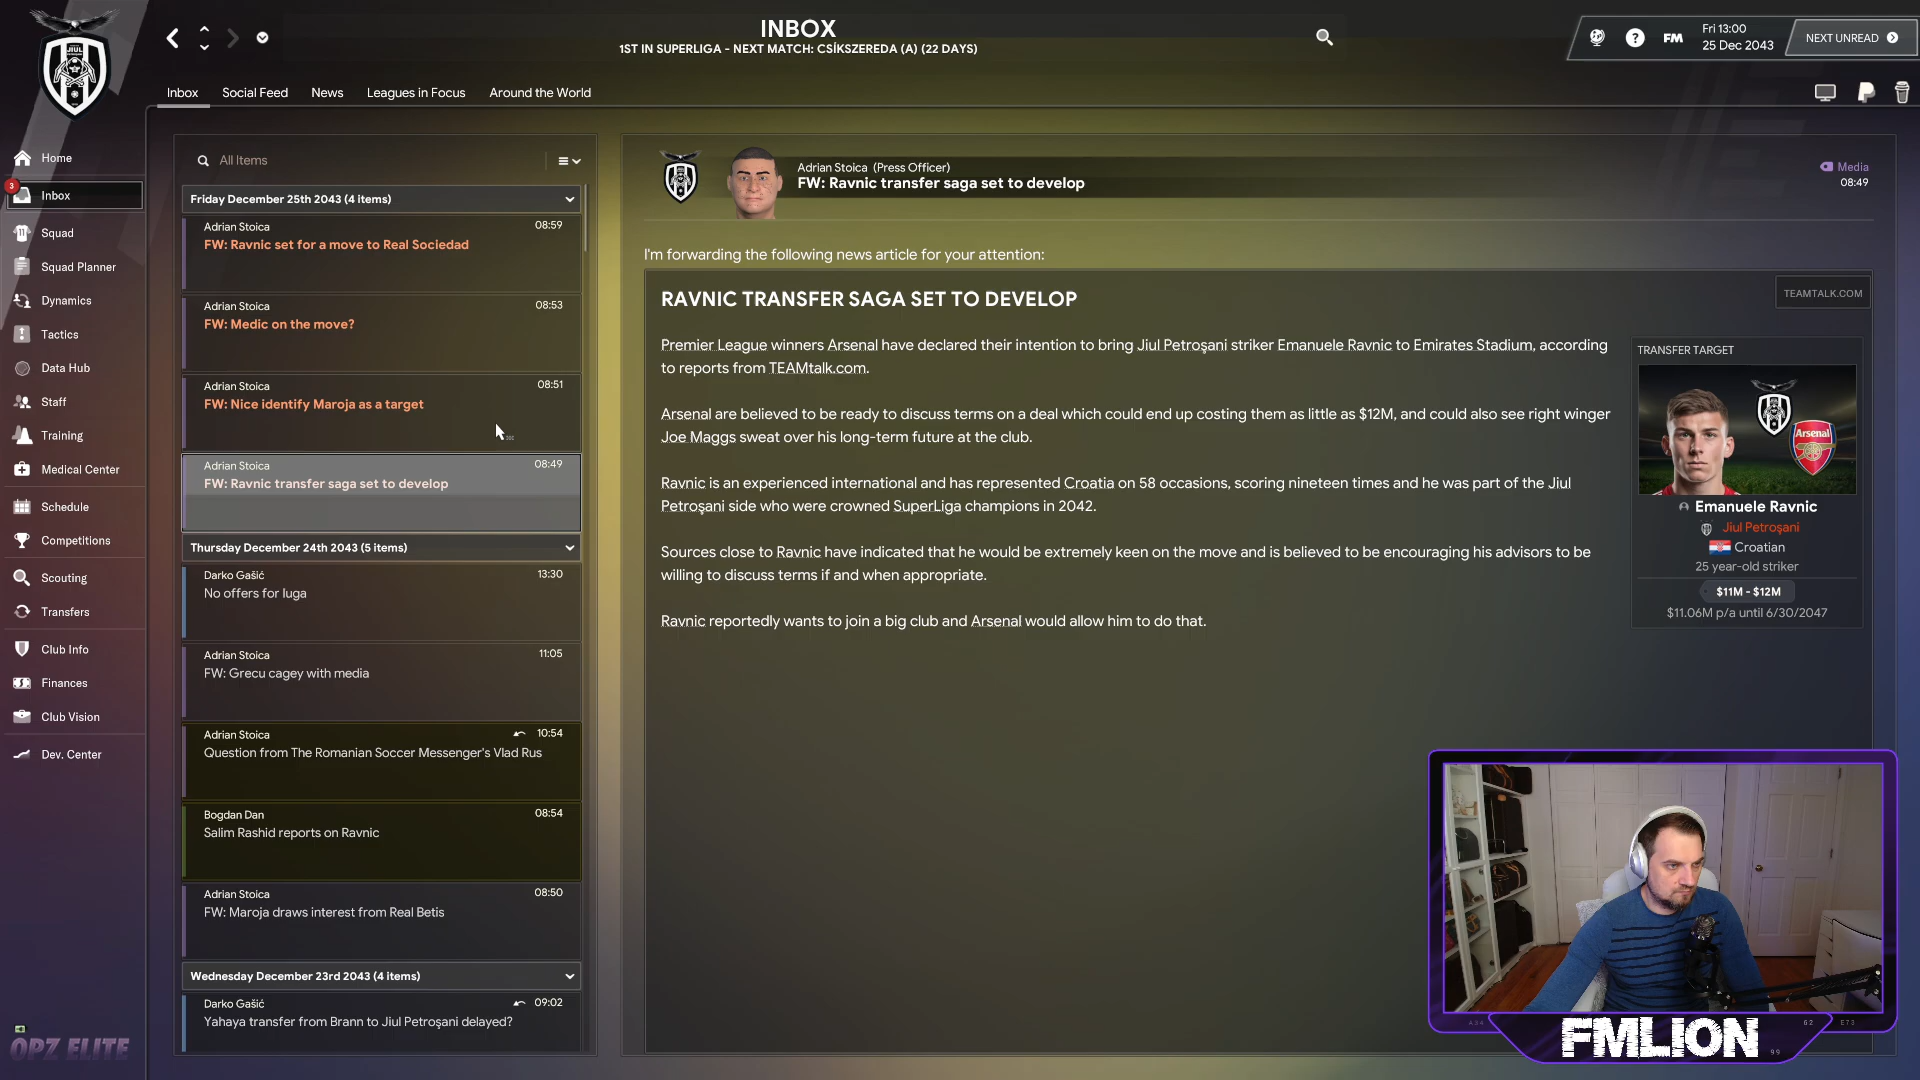 INBOX
1ST IN SUPERLIGA - NEXT MATCH: CSÍKSZEREDA (A) (22 DAYS)
FM
Fri 13:00
25 Dec 2043
NEXT UNREAD
Inbox
Social Feed
News
Leagues in Focus
Around the World
Home
3
Inbox
Squad
Squad Planner
Dynamics
Tactics
Data Hub
Staff
Training
Medical Center
Schedule
Competitions
Scouting
Transfers
Club Info
Finances
Club Vision
Dev. Center
OPZ ELITE
All Items
Friday December 25th 2043 (4 items)
Adrian Stoica 08:59
FW: Ravnic set for a move to Real Sociedad
Adrian Stoica 08:53
FW: Medic on the move?
Adrian Stoica 08:51
FW: Nice identify Maroja as a target
Adrian Stoica 08:49
FW: Ravnic transfer saga set to develop
Thursday December 24th 2043 (5 items)
Darko Gašić 13:30
No offers for Iuga
Adrian Stoica 11:05
FW: Grecu cagey with media
Adrian Stoica 10:54
Question from The Romanian Soccer Messenger's Vlad Rus
Bogdan Dan 08:54
Salim Rashid reports on Ravnic
Adrian Stoica 08:50
FW: Maroja draws interest from Real Betis
Wednesday December 23rd 2043 (4 items)
Darko Gašić 09:02
Yahaya transfer from Brann to Jiul Petroșani delayed?
Adrian Stoica (Press Officer)
FW: Ravnic transfer saga set to develop
Media
08:49
I'm forwarding the following news article for your attention:
RAVNIC TRANSFER SAGA SET TO DEVELOP
TEAMTALK.COM
Premier League winners Arsenal have declared their intention to bring Jiul Petroșani striker Emanuele Ravnic to Emirates Stadium, according
to reports from TEAMtalk.com.
Arsenal are believed to be ready to discuss terms on a deal which could end up costing them as little as $12M, and could also see right winger
Joe Maggs sweat over his long-term future at the club.
Ravnic is an experienced international and has represented Croatia on 58 occasions, scoring nineteen times and he was part of the Jiul
Petroșani side who were crowned SuperLiga champions in 2042.
Sources close to Ravnic have indicated that he would be extremely keen on the move and is believed to be encouraging his advisors to be
willing to discuss terms if and when appropriate.
Ravnic reportedly wants to join a big club and Arsenal would allow him to do that.
TRANSFER TARGET
Arsenal
Emanuele Ravnic
Jiul Petroșani
Croatian
25 year-old striker
$11M - $12M
$11.06M p/a until 6/30/2047
A34
62
E73
FMLION
99